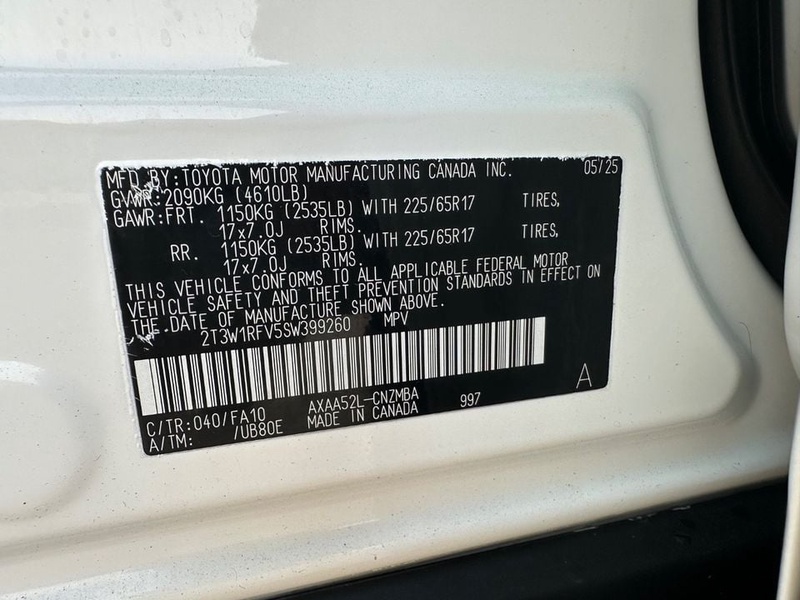 MFD BY:TOYOTA MOTOR MANUFACTURING CANADA INC. 05/25
GVWR:2090KG (4610LB)
GAWR:FRT. 1150KG (2535LB) WITH 225/65R17 TIRES,
17x7.0J RIMS.
RR. 1150KG (2535LB) WITH 225/65R17 TIRES,
17x7.0J RIMS.
THIS VEHICLE CONFORMS TO ALL APPLICABLE FEDERAL MOTOR
VEHICLE SAFETY AND THEFT PREVENTION STANDARDS IN EFFECT ON
THE DATE OF MANUFACTURE SHOWN ABOVE.
2T3W1RFV5SW399260 MPV
A
C/TR:040/FA10 AXAA52L-CNZMBA 997
A/TM: /UB80E MADE IN CANADA